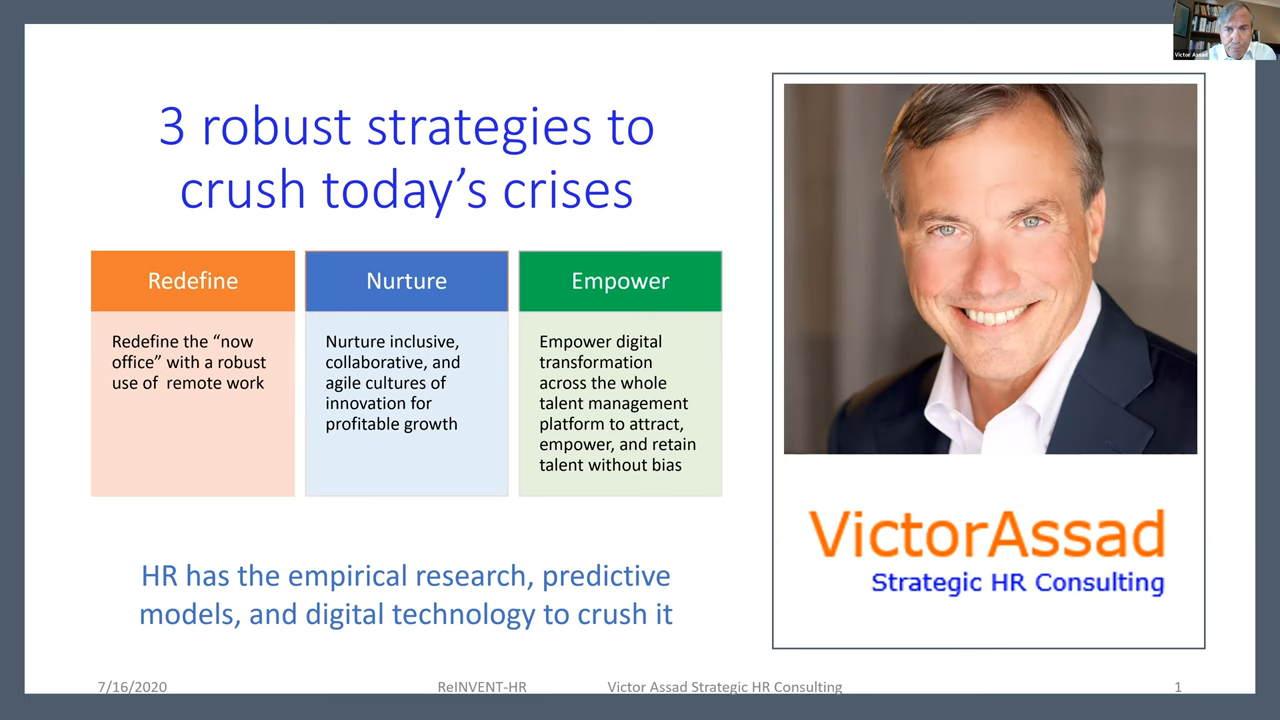 Victor Assad
3 robust strategies to
crush today's crises
Redefine
Redefine the “now
office” with a robust
use of remote work
Nurture
Nurture inclusive,
collaborative, and
agile cultures of
innovation for
profitable growth
Empower
Empower digital
transformation
across the whole
talent management
platform to attract,
empower, and retain
talent without bias
HR has the empirical research, predictive
models, and digital technology to crush it
VictorAssad
Strategic HR Consulting
7/16/2020
ReINVENT-HR
Victor Assad Strategic HR Consulting
1